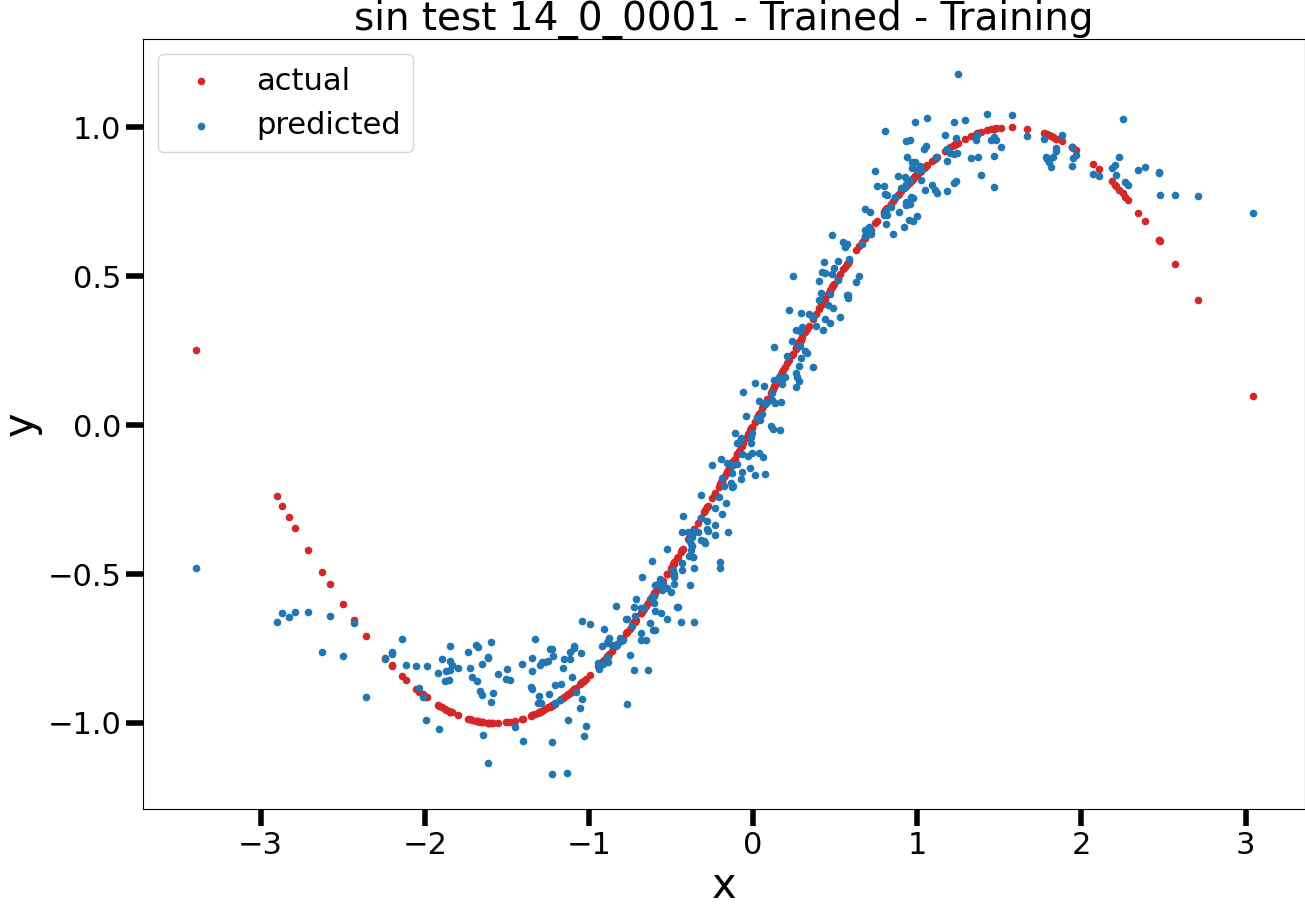 sin test 14_0_0001 - Trained - Training
actual
predicted
1.0
0.5
0.0
−0.5
−1.0
y
−3 −2 −1 0 1 2 3
x